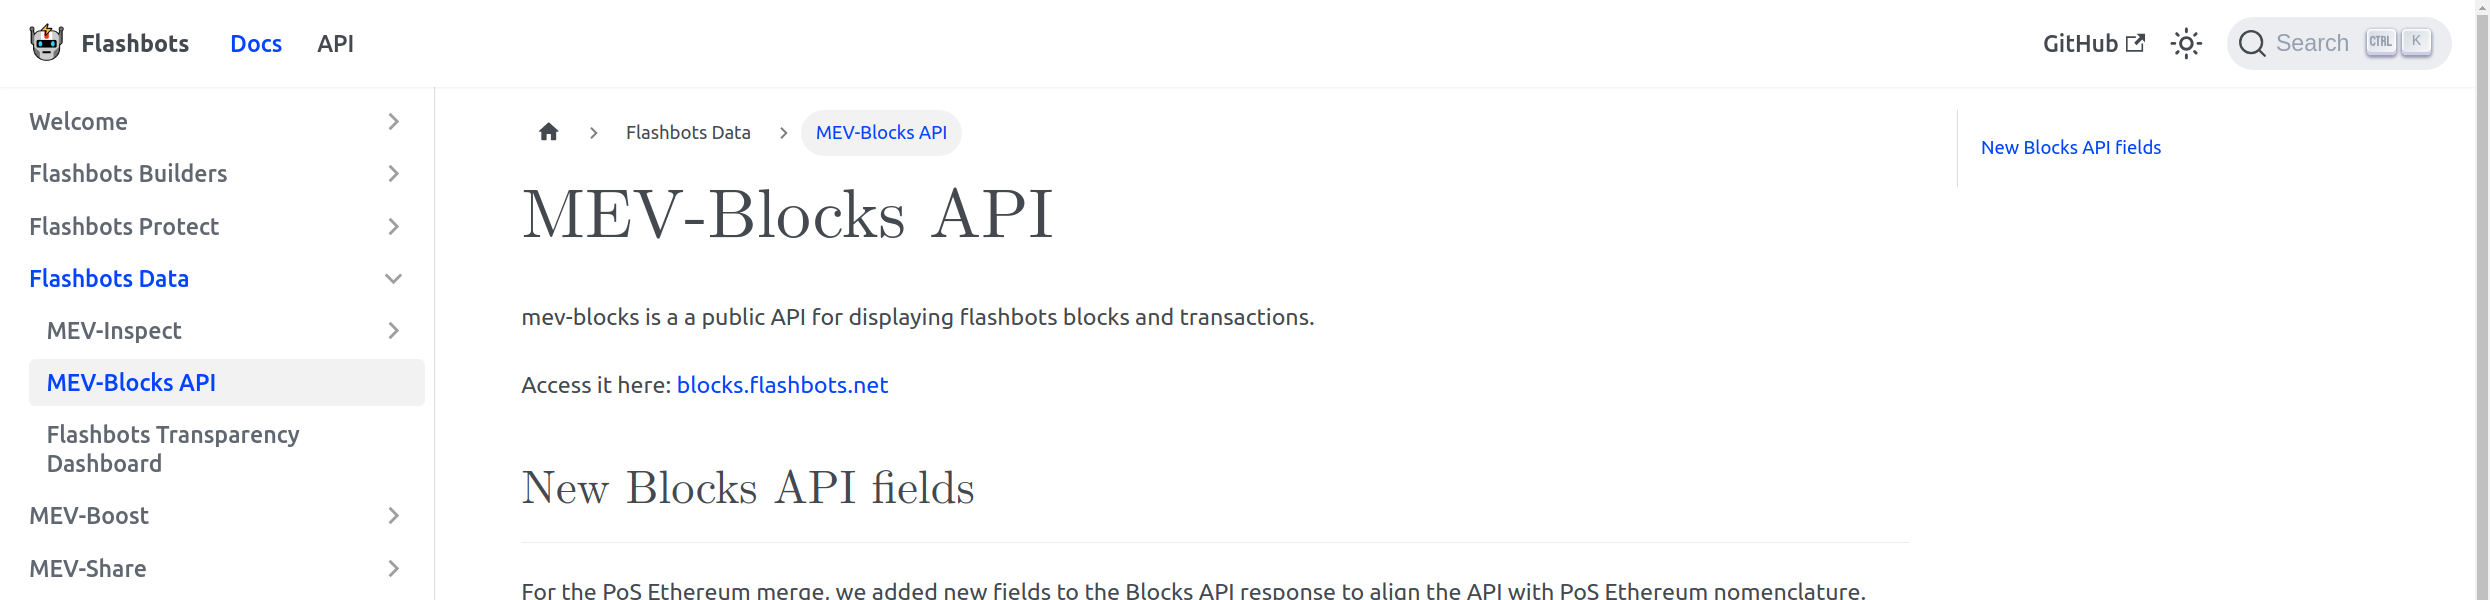 Flashbots Docs API GitHub Search CTRL K
Welcome
Flashbots Builders
Flashbots Protect
Flashbots Data
MEV-Inspect
MEV-Blocks API
Flashbots Transparency
Dashboard
MEV-Boost
MEV-Share
Flashbots Data MEV-Blocks API
MEV-Blocks API
mev-blocks is a a public API for displaying flashbots blocks and transactions.
Access it here: blocks.flashbots.net
New Blocks API fields
For the PoS Ethereum merge, we added new fields to the Blocks API response to align the API with PoS Ethereum nomenclature.
New Blocks API fields